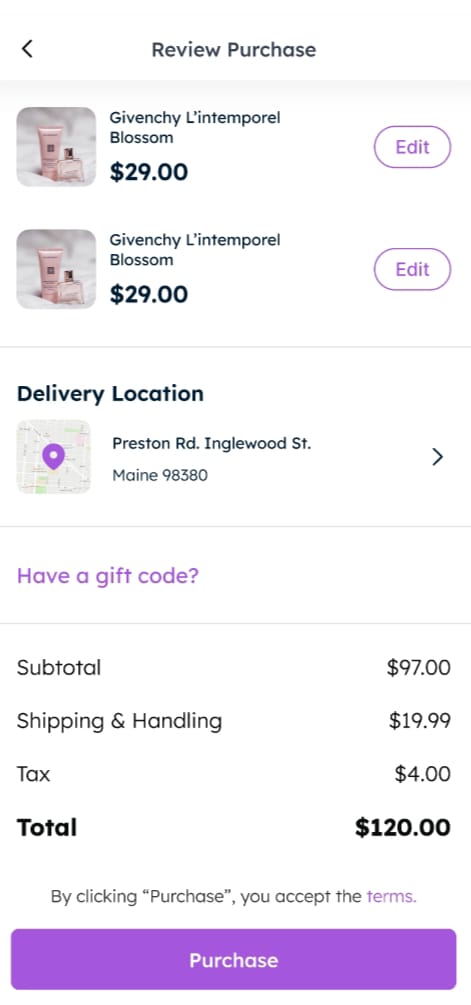 Review Purchase
Givenchy L’intemporel
Blossom
$29.00
Edit
Givenchy L’intemporel
Blossom
$29.00
Edit
Delivery Location
Preston Rd. Inglewood St.
Maine 98380
Have a gift code?
Subtotal $97.00
Shipping & Handling $19.99
Tax $4.00
Total $120.00
By clicking “Purchase”, you accept the terms.
Purchase